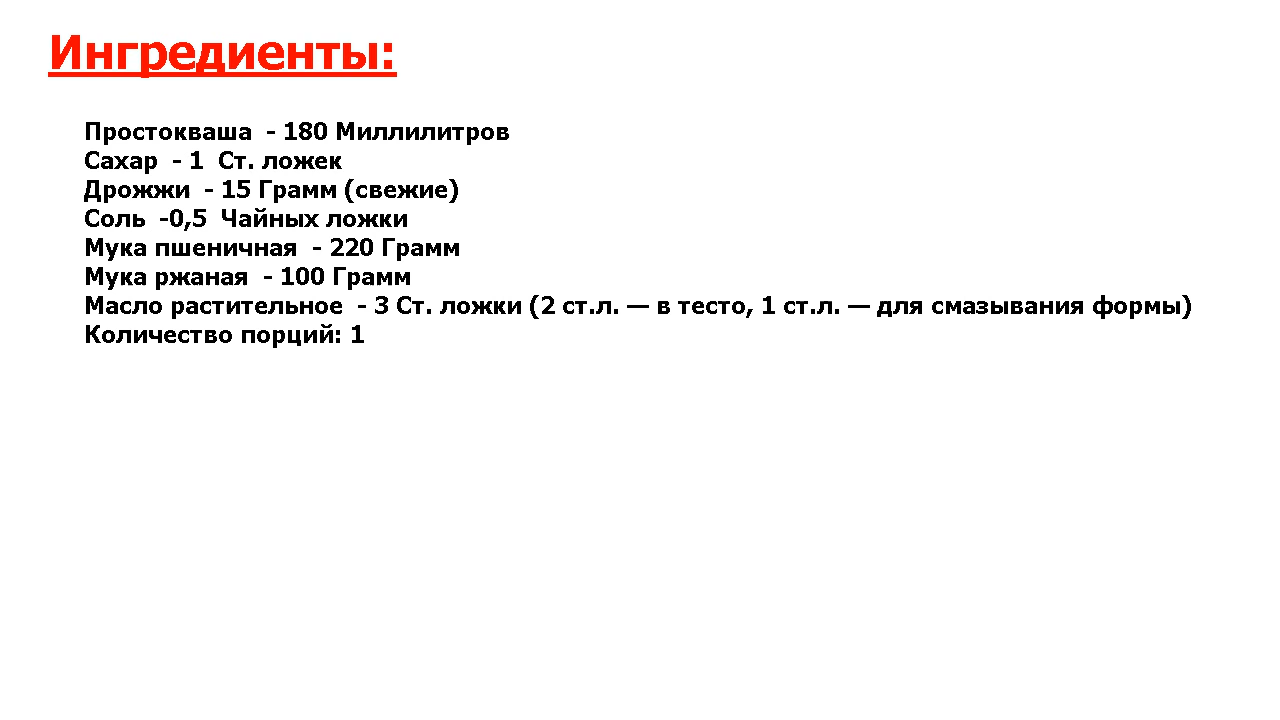 Ингредиенты:
Простокваша - 180 Миллилитров
Сахар - 1 Ст. ложек
Дрожжи - 15 Грамм (свежие)
Соль -0,5 Чайных ложки
Мука пшеничная - 220 Грамм
Мука ржаная - 100 Грамм
Масло растительное - 3 Ст. ложки (2 ст.л. — в тесто, 1 ст.л. — для смазывания формы)
Количество порций: 1